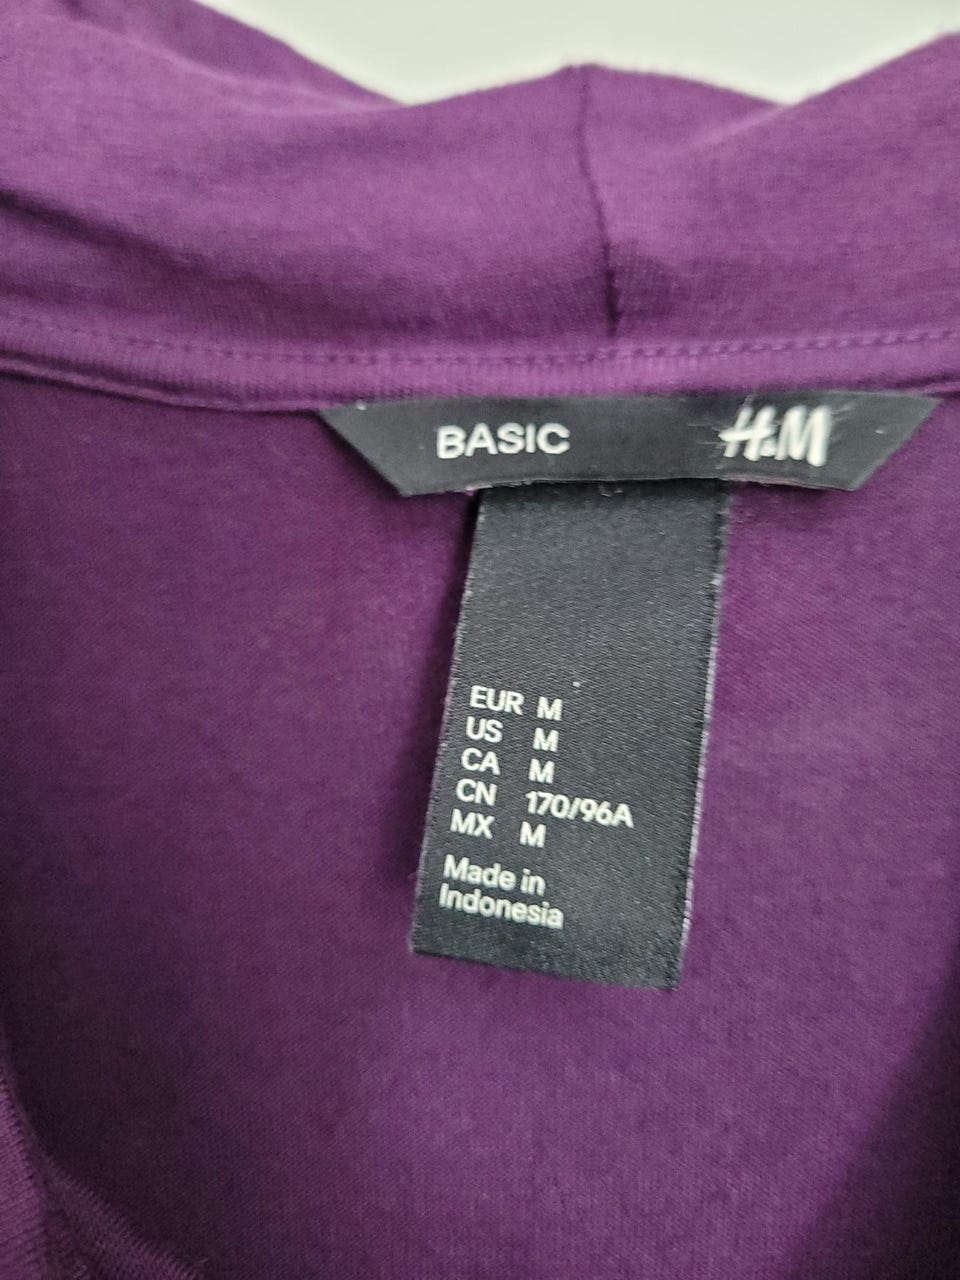 BASIC H&M
EUR M
US M
CA M
CN 170/96A
MX M
Made in
Indonesia